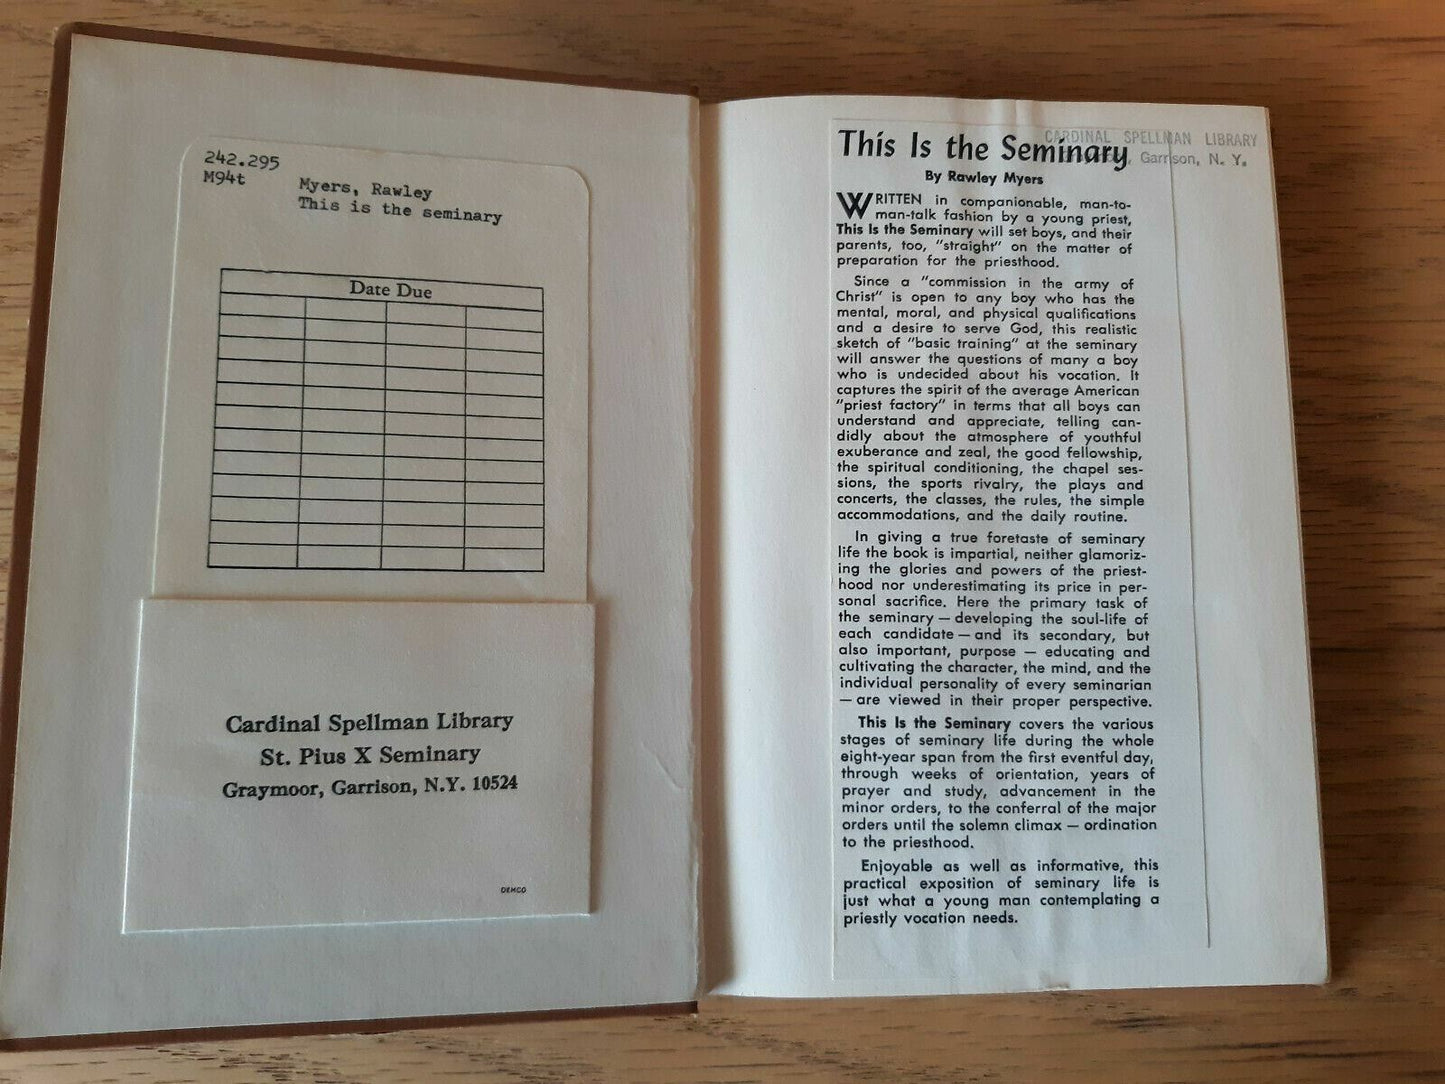 242.295
M94t
Myers, Rawley
This is the seminary
Date Due
Cardinal Spellman Library
St. Pius X Seminary
Graymoor, Garrison, N.Y. 10524
DEMCO
CARDINAL SPELLMAN LIBRARY
Garrison, N. Y.
This Is the Seminary
By Rawley Myers
WRITTEN in companionable, man-to-
man-talk fashion by a young priest,
This Is the Seminary will set boys, and their
parents, too, "straight" on the matter of
preparation for the priesthood.
Since a "commission in the army of
Christ" is open to any boy who has the
mental, moral, and physical qualifications
and a desire to serve God, this realistic
sketch of "basic training" at the seminary
will answer the questions of many a boy
who is undecided about his vocation. It
captures the spirit of the average American
"priest factory" in terms that all boys can
understand and appreciate, telling can-
didly about the atmosphere of youthful
exuberance and zeal, the good fellowship,
the spiritual conditioning, the chapel ses-
sions, the sports rivalry, the plays and
concerts, the classes, the rules, the simple
accommodations, and the daily routine.
In giving a true foretaste of seminary
life the book is impartial, neither glamoriz-
ing the glories and powers of the priest-
hood nor underestimating its price in per-
sonal sacrifice. Here the primary task of
the seminary — developing the soul-life of
each candidate — and its secondary, but
also important, purpose — educating and
cultivating the character, the mind, and the
individual personality of every seminarian
— are viewed in their proper perspective.
This Is the Seminary covers the various
stages of seminary life during the whole
eight-year span from the first eventful day,
through weeks of orientation, years of
prayer and study, advancement in the
minor orders, to the conferral of the major
orders until the solemn climax — ordination
to the priesthood.
Enjoyable as well as informative, this
practical exposition of seminary life is
just what a young man contemplating a
priestly vocation needs.